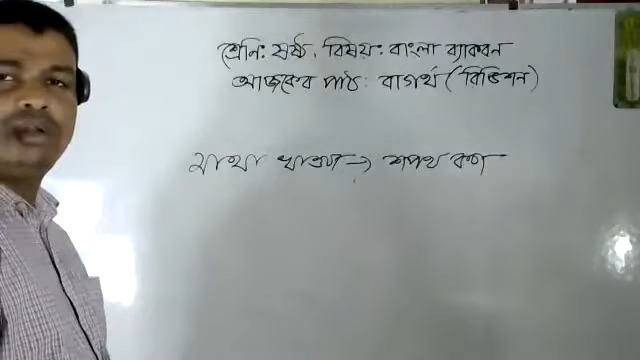 শ্রেনি: ষষ্ঠ, বিষয়: বাংলা ব্যাকরন
আজকের পাঠ: বাগর্থ (রিভিশন)
মাথা খাওয়া → শপথ করা